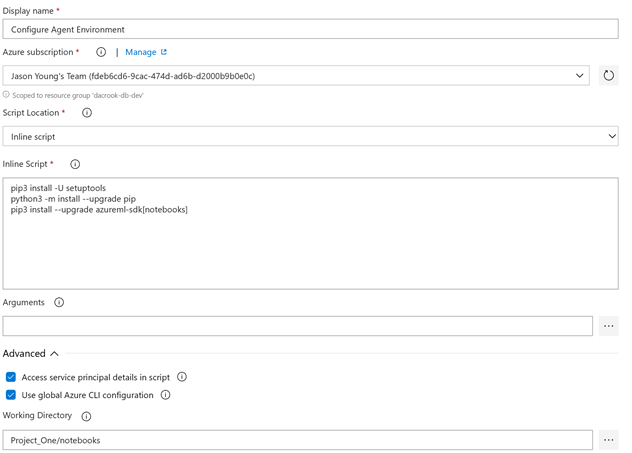 Display name *
Configure Agent Environment
Azure subscription * | Manage
Jason Young's Team (fdeb6cd6-9cac-474d-ad6b-d2000b9b0e0c)
Scoped to resource group 'dacrook-db-dev'
Script Location *
Inline script
Inline Script *
pip3 install -U setuptools
python3 -m install --upgrade pip
pip3 install --upgrade azureml-sdk[notebooks]
Arguments
Advanced
Access service principal details in script
Use global Azure CLI configuration
Working Directory
Project_One/notebooks